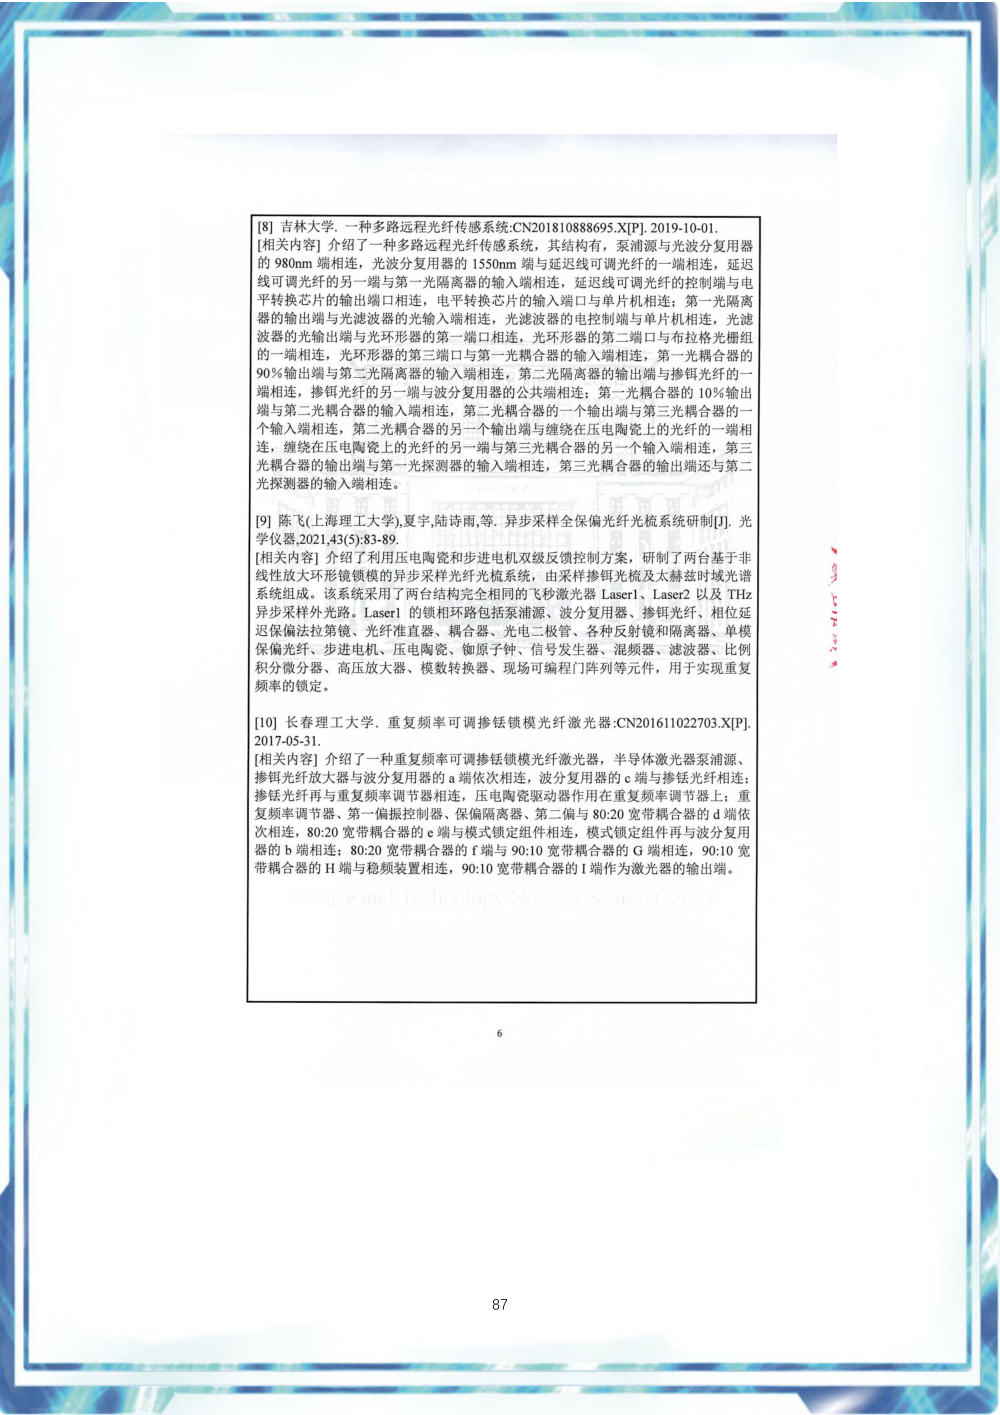 [8] 吉林大学. 一种多路远程光纤传感系统:CN201810888695.X[P]. 2019-10-01.
[相关内容] 介绍了一种多路远程光纤传感系统，其结构有，泵浦源与光波分复用器
的 980nm 端相连，光波分复用器的 1550nm 端与延迟线可调光纤的一端相连，延迟
线可调光纤的另一端与第一光隔离器的输入端相连，延迟线可调光纤的控制端与电
平转换芯片的输出端口相连，电平转换芯片的输入端口与单片机相连；第一光隔离
器的输出端与光滤波器的光输入端相连，光滤波器的电控制端与单片机相连，光滤
波器的光输出端与光环形器的第一端口相连，光环形器的第二端口与布拉格光栅组
的一端相连，光环形器的第三端口与第一光耦合器的输入端相连，第一光耦合器的
90%输出端与第二光隔离器的输入端相连，第二光隔离器的输出端与掺铒光纤的一
端相连，掺铒光纤的另一端与波分复用器的公共端相连；第一光耦合器的 10%输出
端与第二光耦合器的输入端相连，第二光耦合器的一个输出端与第三光耦合器的一
个输入端相连，第二光耦合器的另一个输出端与缠绕在压电陶瓷上的光纤的一端相
连，缠绕在压电陶瓷上的光纤的另一端与第三光耦合器的另一个输入端相连，第三
光耦合器的输出端与第一光探测器的输入端相连，第三光耦合器的输出端还与第二
光探测器的输入端相连。
[9] 陈飞(上海理工大学),夏宇,陆诗雨,等. 异步采样全保偏光纤光梳系统研制[J]. 光
学仪器,2021,43(5):83-89.
[相关内容] 介绍了利用压电陶瓷和步进电机双级反馈控制方案，研制了两台基于非
线性放大环形镜锁模的异步采样光纤光梳系统，由采样掺铒光梳及太赫兹时域光谱
系统组成。该系统采用了两台结构完全相同的飞秒激光器 Laser1、Laser2 以及 THz
异步采样外光路。Laser1 的锁相环路包括泵浦源、波分复用器、掺铒光纤、相位延
迟保偏法拉第镜、光纤准直器、耦合器、光电二极管、各种反射镜和隔离器、单模
保偏光纤、步进电机、压电陶瓷、铷原子钟、信号发生器、混频器、滤波器、比例
积分微分器、高压放大器、模数转换器、现场可编程门阵列等元件，用于实现重复
频率的锁定。
[10] 长春理工大学. 重复频率可调掺铥锁模光纤激光器:CN201611022703.X[P].
2017-05-31.
[相关内容] 介绍了一种重复频率可调掺铥锁模光纤激光器，半导体激光器泵浦源、
掺铒光纤放大器与波分复用器的 a 端依次相连，波分复用器的 c 端与掺铥光纤相连；
掺铥光纤再与重复频率调节器相连，压电陶瓷驱动器作用在重复频率调节器上；重
复频率调节器、第一偏振控制器、保偏隔离器、第二偏与 80:20 宽带耦合器的 d 端依
次相连，80:20 宽带耦合器的 e 端与模式锁定组件相连，模式锁定组件再与波分复用
器的 b 端相连；80:20 宽带耦合器的 f 端与 90:10 宽带耦合器的 G 端相连，90:10 宽
带耦合器的 H 端与稳频装置相连，90:10 宽带耦合器的 I 端作为激光器的输出端。
Science and Technology Novelty Search Center
6
87